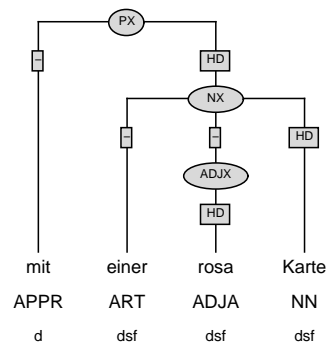 PX
– HD
NX
– – HD
ADJX
HD
mit einer rosa Karte
APPR ART ADJA NN
d dsf dsf dsf